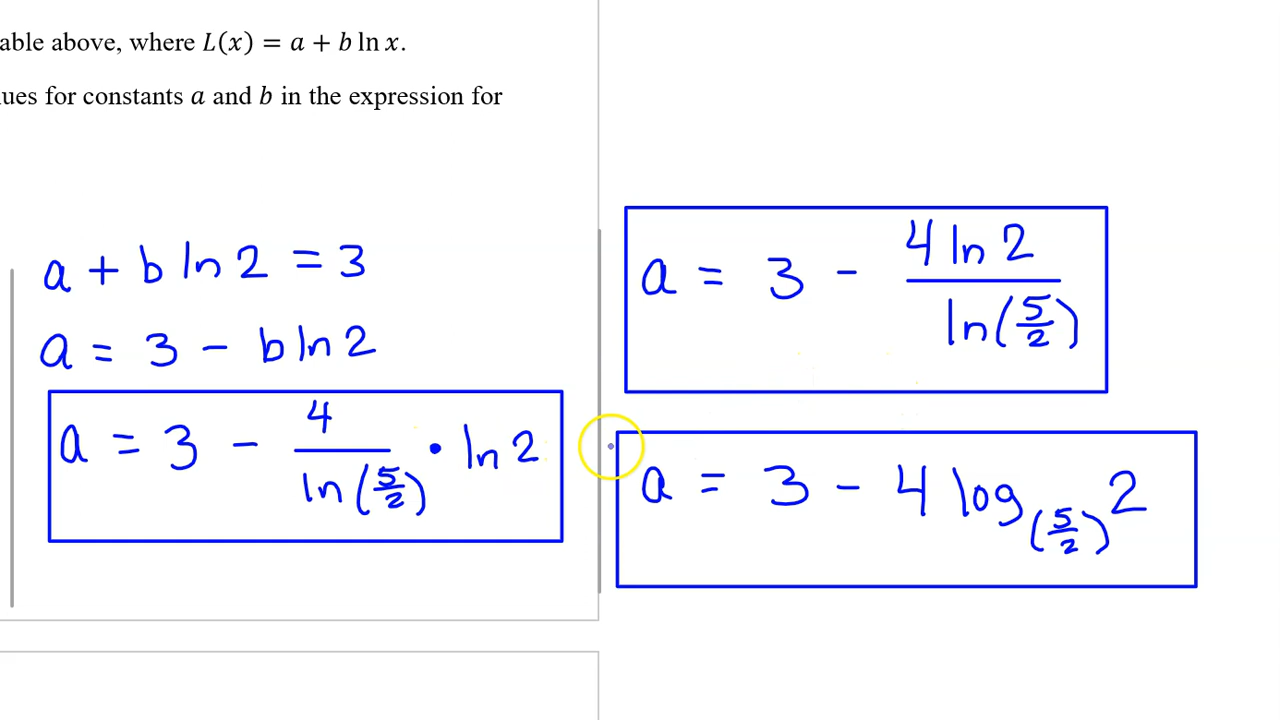 able above, where L(x) = a + b ln x.
ues for constants a and b in the expression for
a + b ln 2 = 3
a = 3 - b ln 2
a = 3 - 4/ln(5/2) • ln 2
a = 3 - 4 ln 2/ln(5/2)
a = 3 - 4 log_(5/2) 2